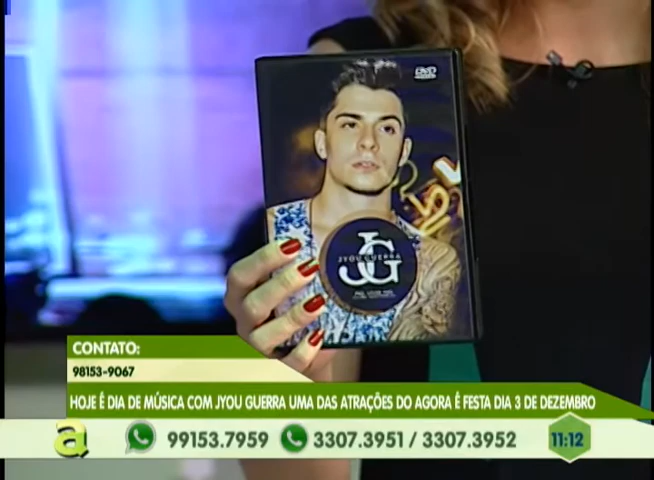 DVD
JG
JYOU GUERRA
CONTATO:
98153-9067
HOJE É DIA DE MÚSICA COM JYOU GUERRA UMA DAS ATRAÇÕES DO AGORA É FESTA DIA 3 DE DEZEMBRO
a 99153.7959 3307.3951 / 3307.3952 11:12